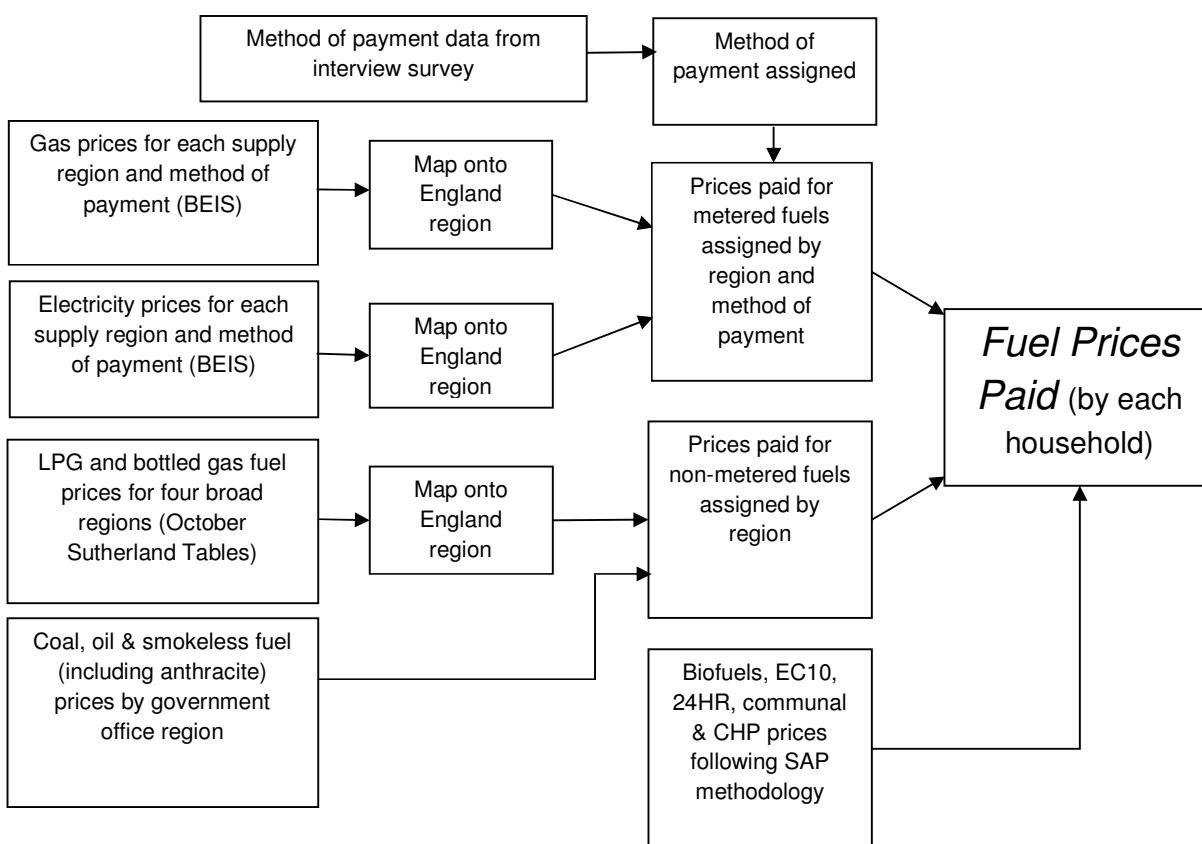 Method of payment data from
interview survey
Method of
payment assigned
Gas prices for each supply
region and method of
payment (BEIS)
Map onto
England
region
Prices paid for
metered fuels
assigned by
region and
method of
payment
Electricity prices for each
supply region and method
of payment (BEIS)
Map onto
England
region
Fuel Prices
Paid (by each
household)
LPG and bottled gas fuel
prices for four broad
regions (October
Sutherland Tables)
Map onto
England
region
Prices paid for
non-metered fuels
assigned by
region
Coal, oil & smokeless fuel
(including anthracite)
prices by government
office region
Biofuels, EC10,
24HR, communal
& CHP prices
following SAP
methodology